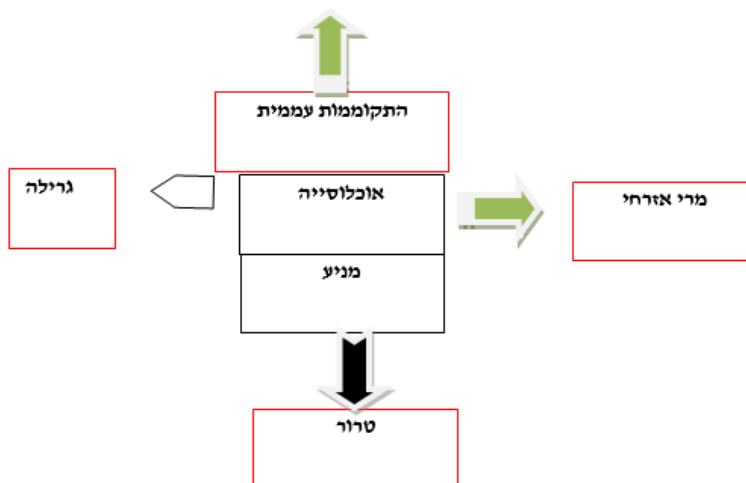 התקוממות עממית
גרילה
אוכלוסייה
מרי אזרחי
מניע
טרור